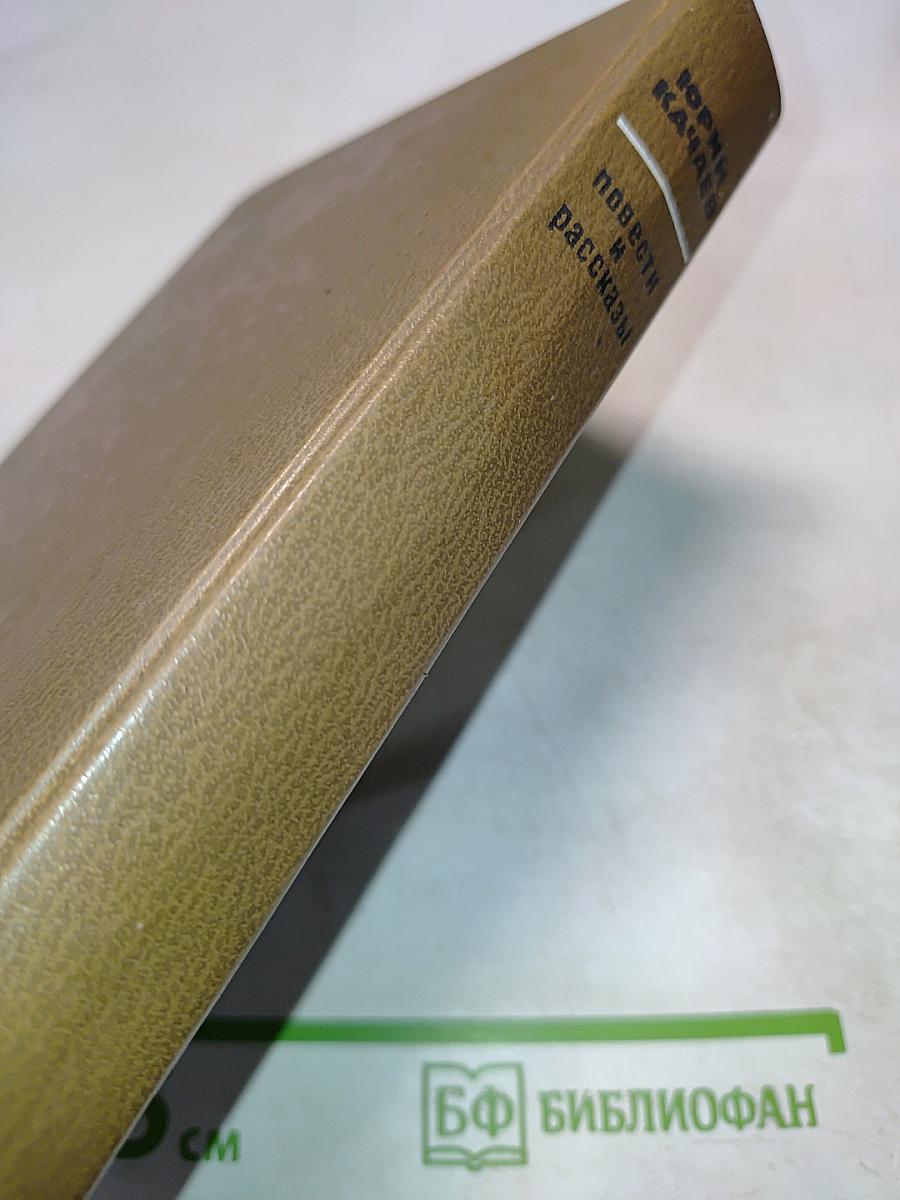 ЮРИЙ
КАЧАЕВ
повести
и
рассказы
см
БФ БИБЛИОФАН